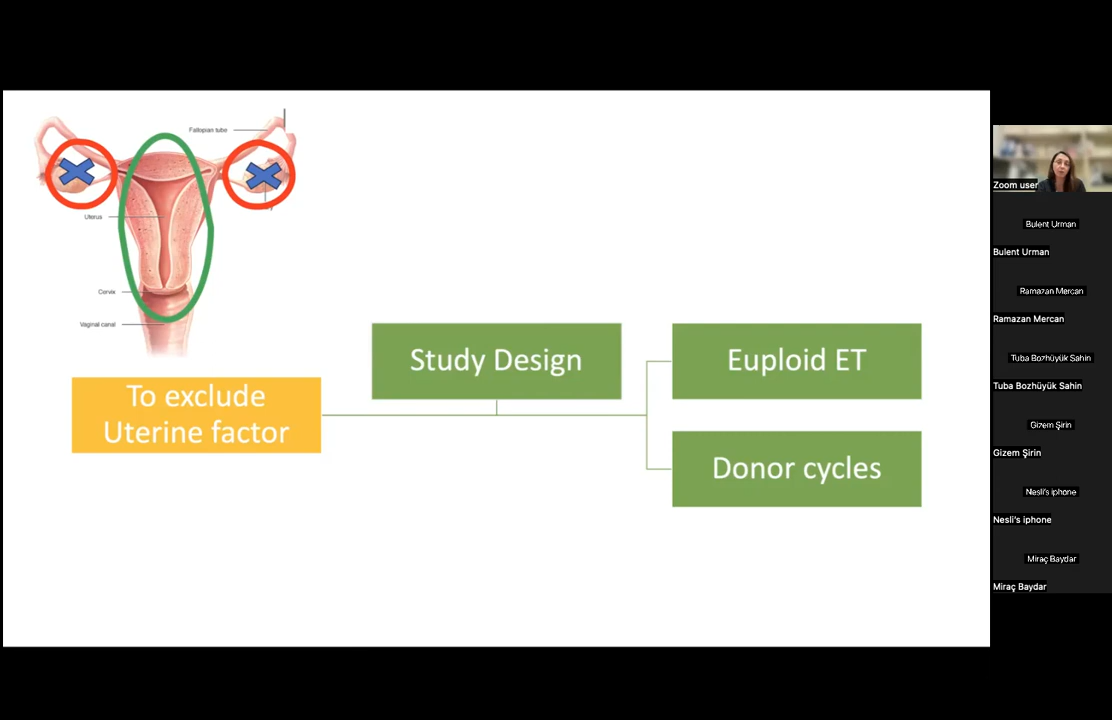 Fallopian tube
Uterus
Cervix
Vaginal canal
To exclude
Uterine factor
Study Design
Euploid ET
Donor cycles
Zoom user
Bulent Urman
Bulent Urman
Ramazan Mercan
Ramazan Mercan
Tuba Bozhüyük Sahin
Tuba Bozhüyük Sahin
Gizem Şirin
Gizem Şirin
Nesli's iphone
Nesli's iphone
Miraç Baydar
Miraç Baydar